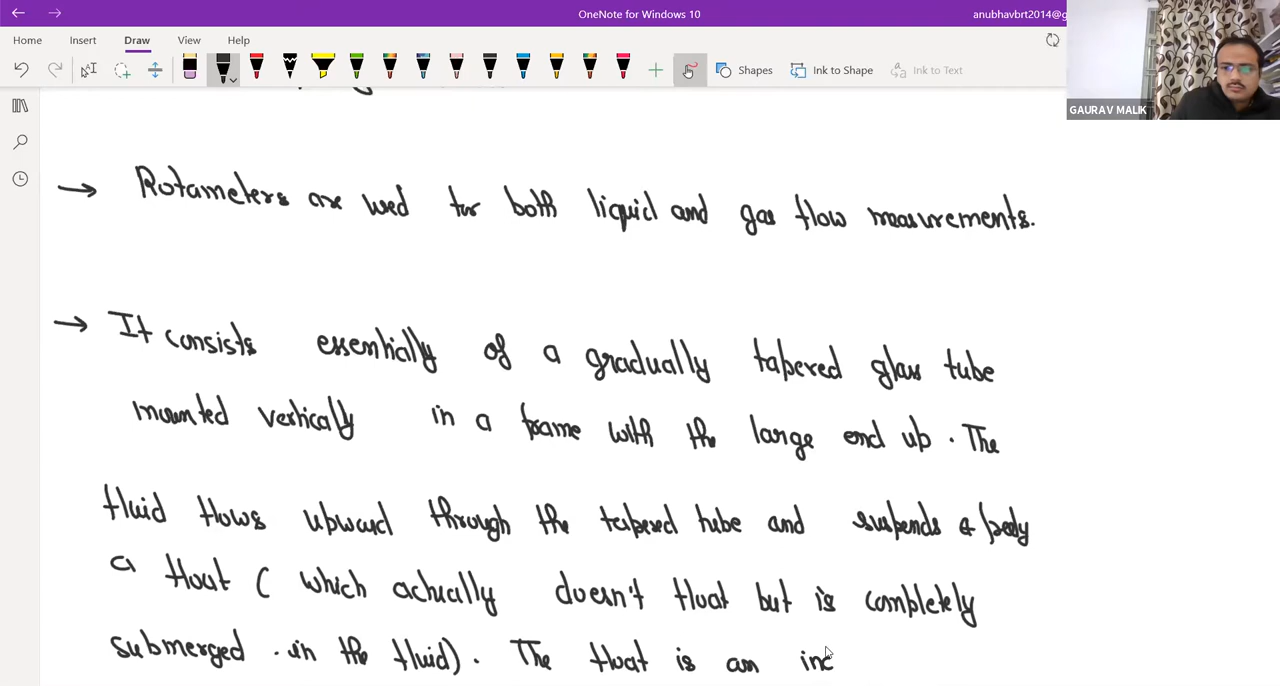 OneNote for Windows 10
anubhavbrt2014@g
Home Insert Draw View Help
Shapes Ink to Shape Ink to Text
GAURAV MALIK
→ Rotameters are used for both liquid and gas flow measurements.
→ It consists essentially of a gradually tapered glass tube
mounted vertically in a frame with the large end up. The
fluid flows upward through the tapered tube and suspends
a float ( which actually doesn't float but is completely
submerged . in the fluid). The float is an inc